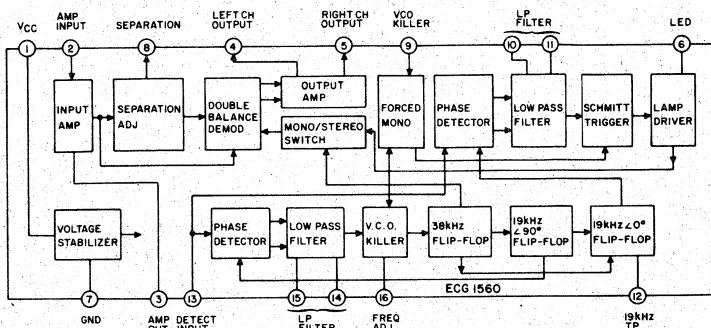 VCC
AMP
INPUT
SEPARATION
LEFT CH
OUTPUT
RIGHT CH
OUTPUT
VCO
KILLER
LP
FILTER
LED
1
2
8
4
5
9
10
11
6
INPUT
AMP
SEPARATION
ADJ
DOUBLE
BALANCE
DEMOD
OUTPUT
AMP
MONO/STEREO
SWITCH
FORCED
MONO
PHASE
DETECTOR
LOW PASS
FILTER
SCHMITT
TRIGGER
LAMP
DRIVER
VOLTAGE
STABILIZER
PHASE
DETECTOR
LOW PASS
FILTER
V.C.O.
KILLER
38kHz
FLIP-FLOP
19kHz
∠90°
FLIP-FLOP
19kHz∠0°
FLIP-FLOP
ECG 1560
7
3
13
15
14
16
12
GND
AMP
OUT
DETECT
INPUT
LP
FILTER
FREQ
ADJ
19kHz
TP